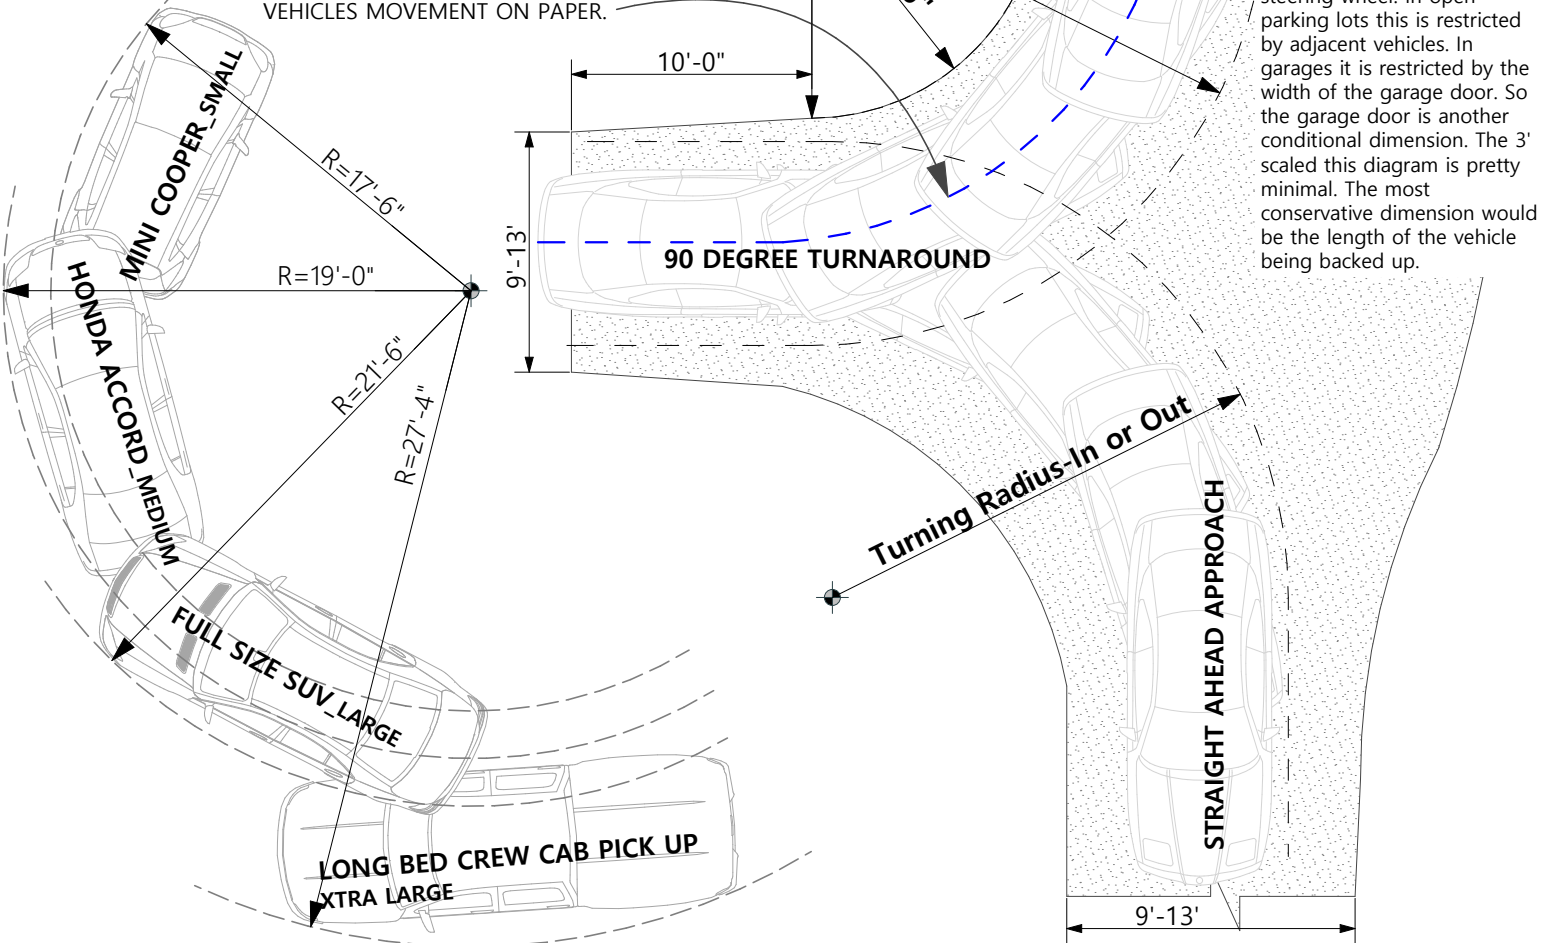 VEHICLES MOVEMENT ON PAPER.
10'-0"
steering wheel. In open
parking lots this is restricted
by adjacent vehicles. In
garages it is restricted by the
width of the garage door. So
the garage door is another
conditional dimension. The 3'
scaled this diagram is pretty
minimal. The most
conservative dimension would
be the length of the vehicle
being backed up.
MINI COOPER_SMALL
R=17'-6"
R=19'-0"
HONDA ACCORD_MEDIUM
R=21'-6"
R=27'-4"
9'-13'
90 DEGREE TURNAROUND
Turning Radius-In or Out
STRAIGHT AHEAD APPROACH
FULL SIZE SUV_LARGE
LONG BED CREW CAB PICK UP
XTRA LARGE
9'-13'